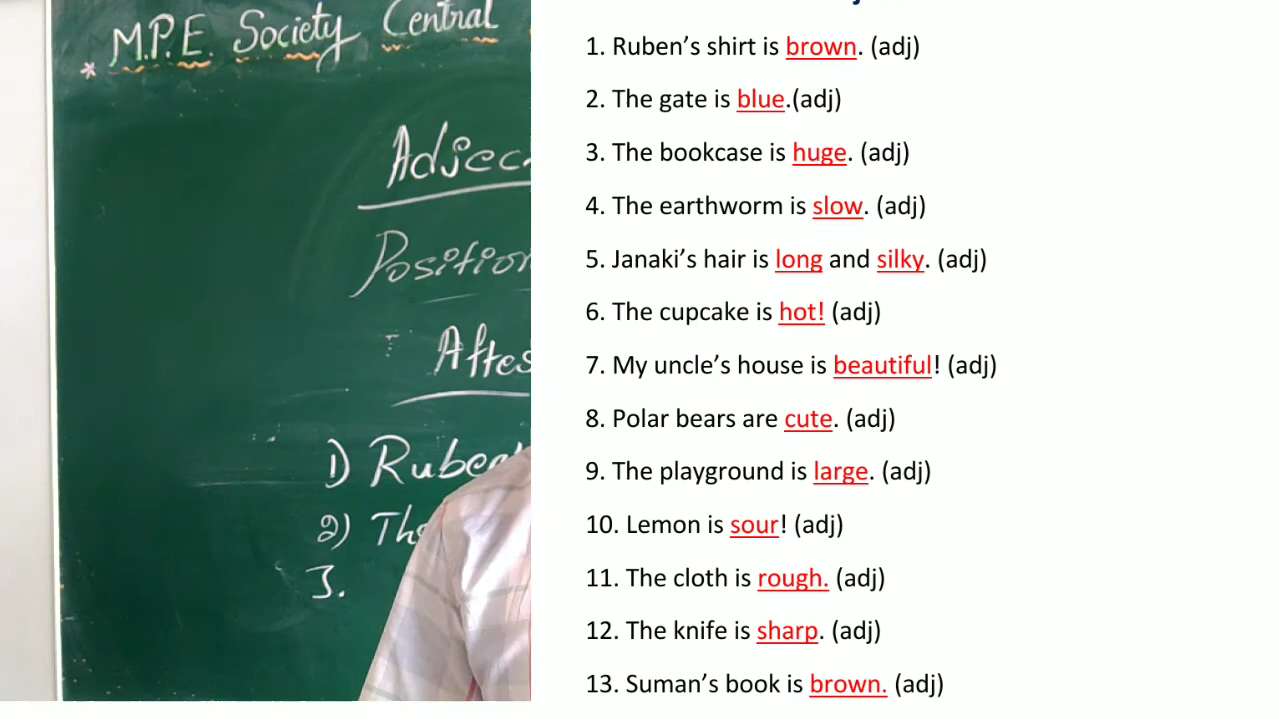 M.P.E. Society Central
*
Position
1)
2)
3.
1. Ruben’s shirt is brown. (adj)
2. The gate is blue.(adj)
3. The bookcase is huge. (adj)
4. The earthworm is slow. (adj)
5. Janaki’s hair is long and silky. (adj)
6. The cupcake is hot! (adj)
7. My uncle’s house is beautiful! (adj)
8. Polar bears are cute. (adj)
9. The playground is large. (adj)
10. Lemon is sour! (adj)
11. The cloth is rough. (adj)
12. The knife is sharp. (adj)
13. Suman’s book is brown. (adj)